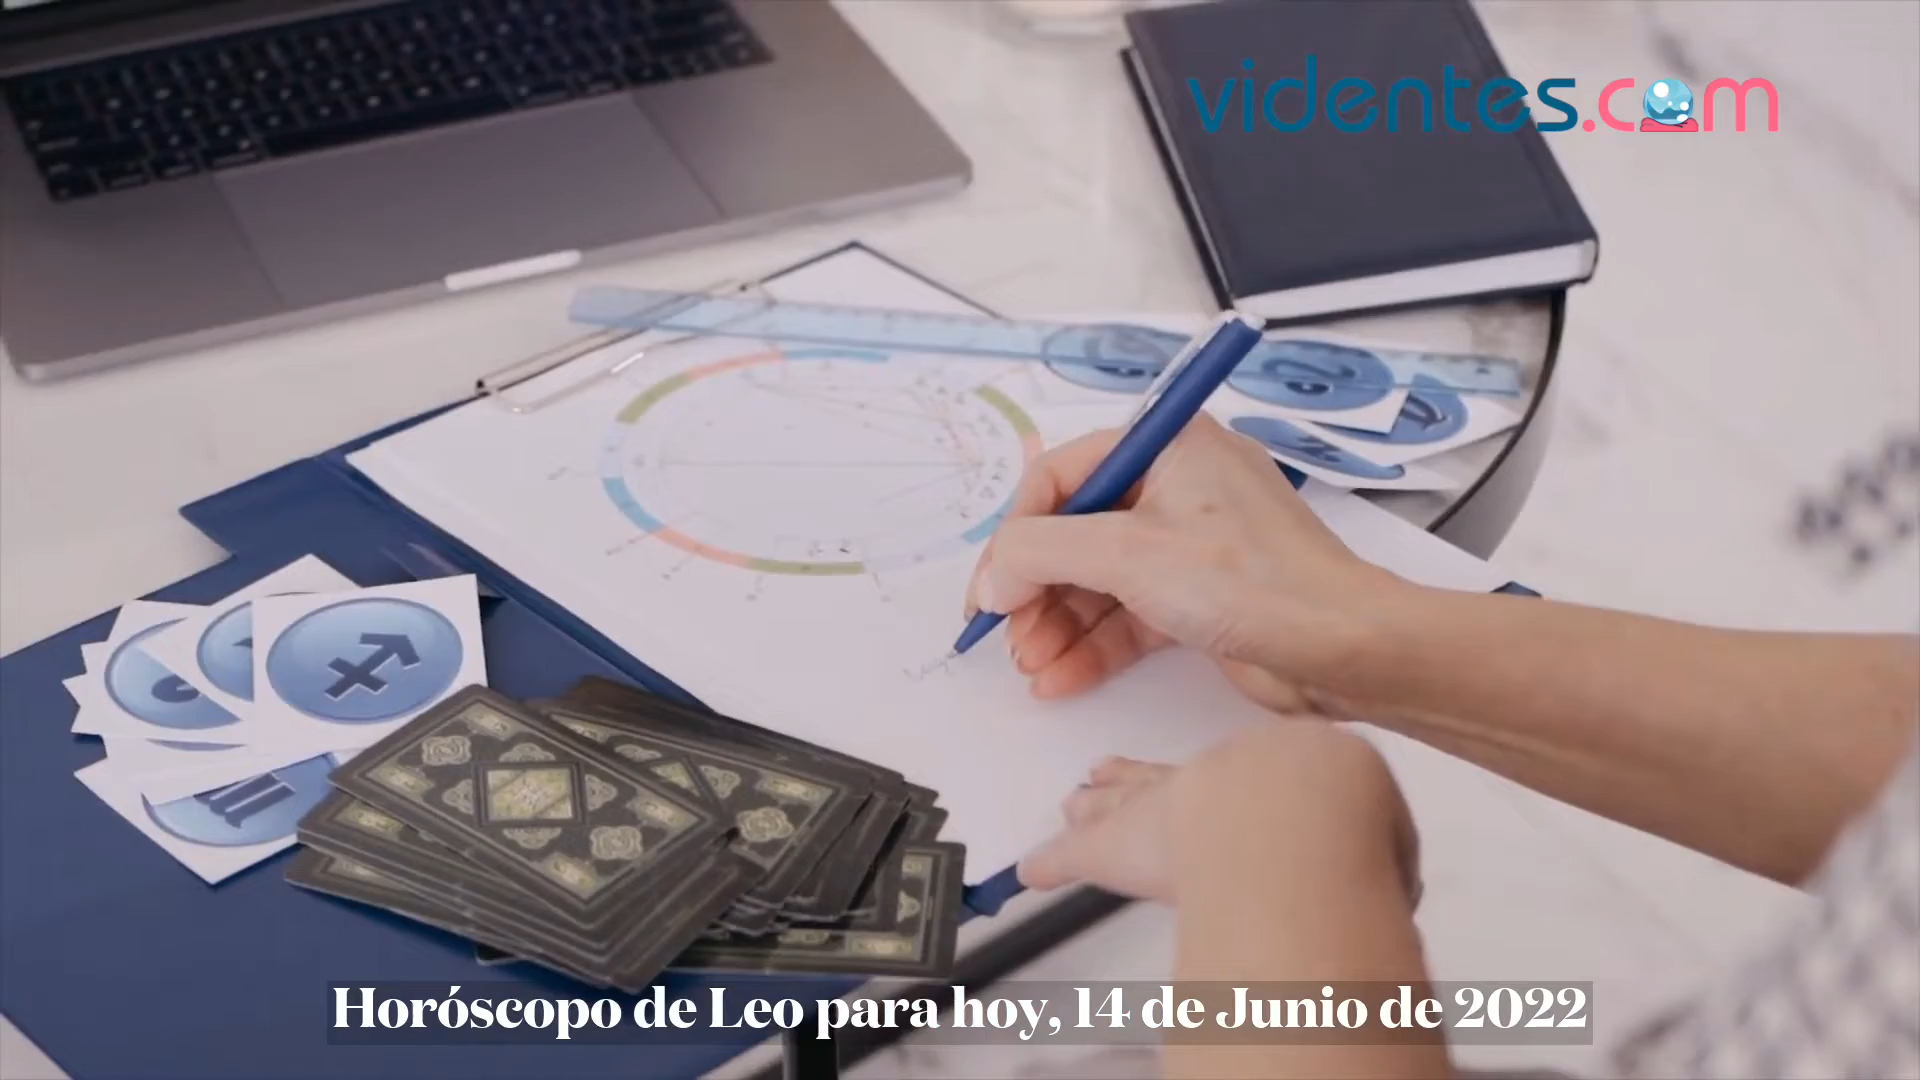 videntes.com
Horóscopo de Leo para hoy, 14 de Junio de 2022